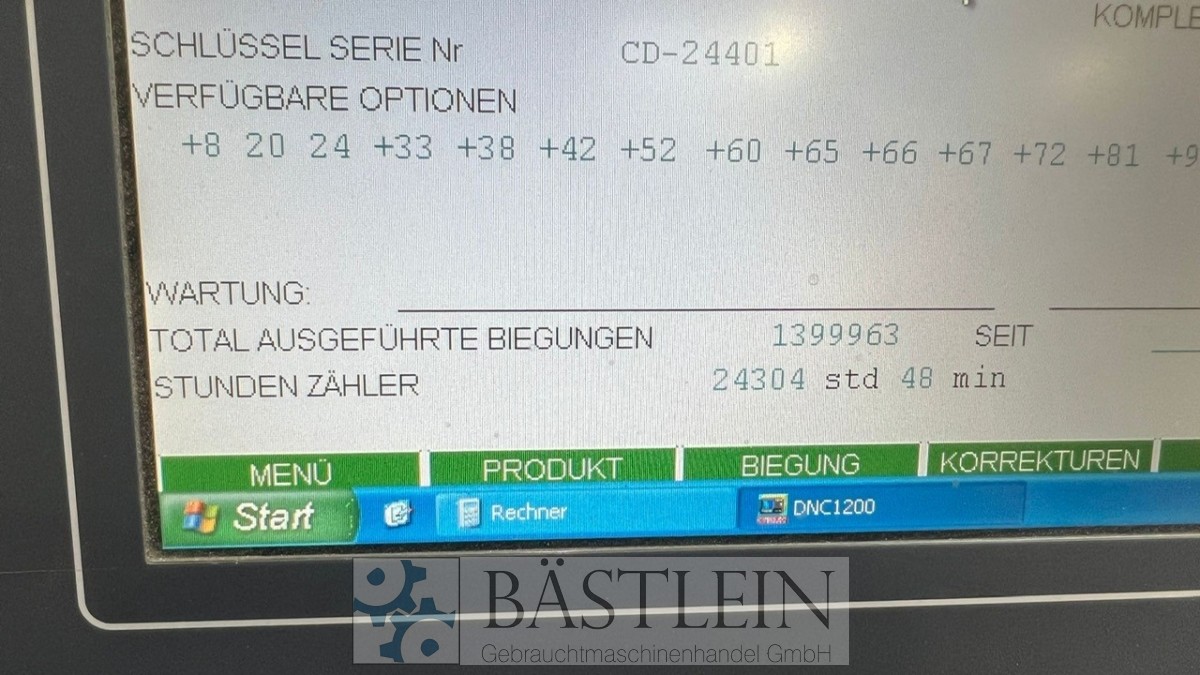 KOMPLE
SCHLÜSSEL SERIE Nr CD-24401
VERFÜGBARE OPTIONEN
+8 20 24 +33 +38 +42 +52 +60 +65 +66 +67 +72 +81 +9
WARTUNG:
TOTAL AUSGEFÜHRTE BIEGUNGEN 1399963 SEIT
STUNDEN ZÄHLER 24304 std 48 min
MENÜ PRODUKT BIEGUNG KORREKTUREN
Start Rechner DNC1200
BÄSTLEIN
Gebrauchtmaschinenhandel GmbH